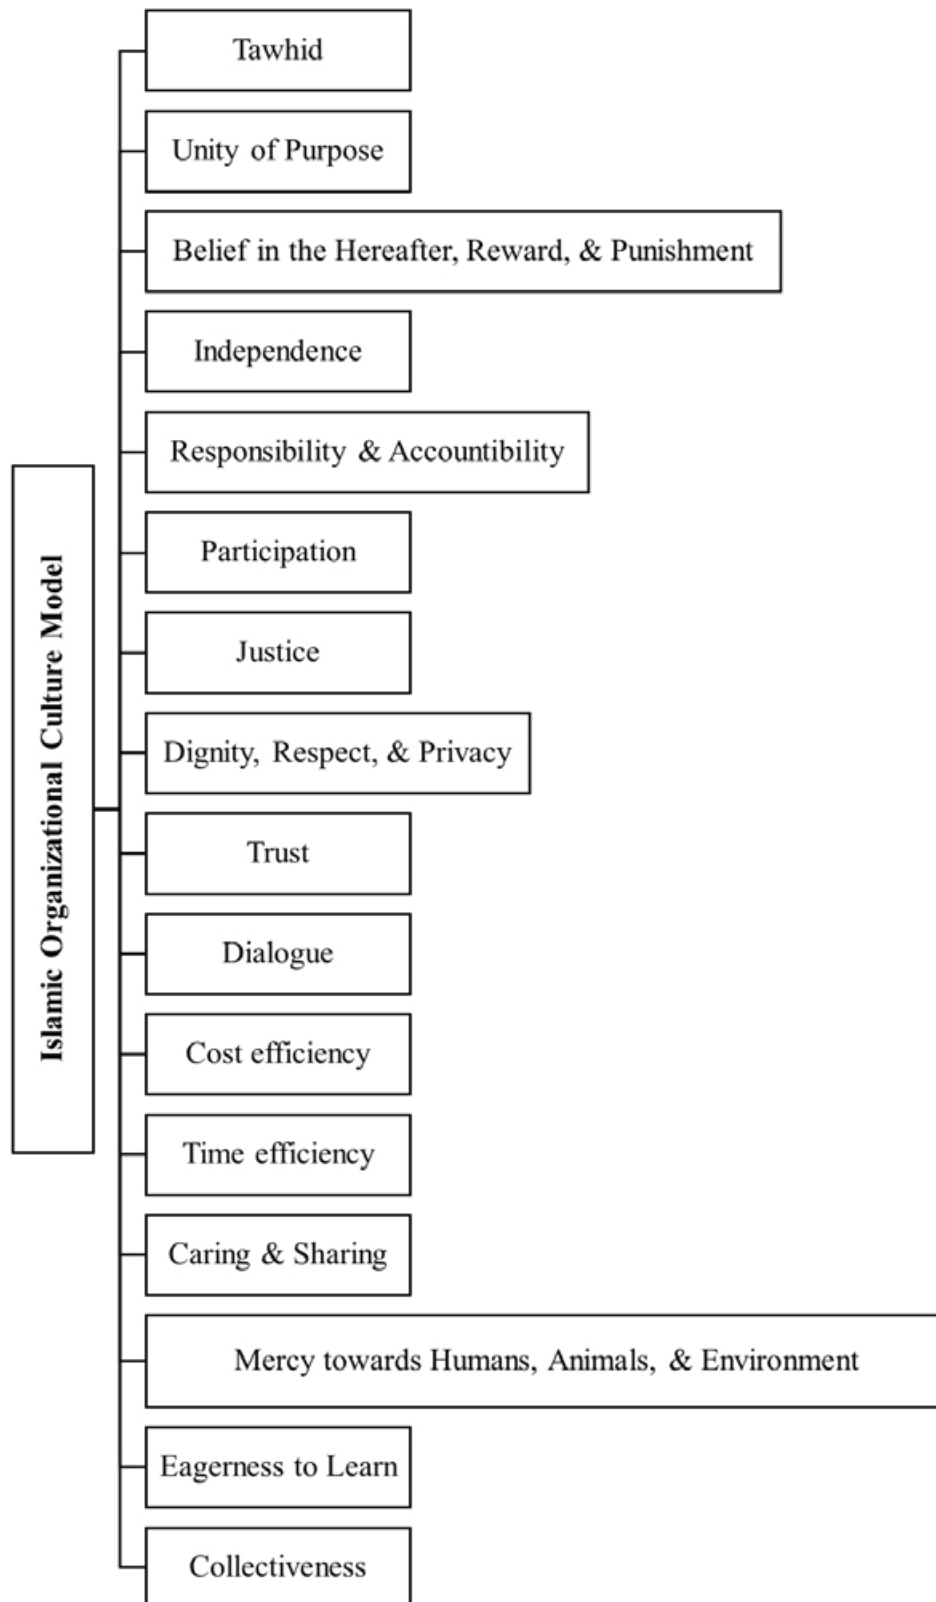 Islamic Organizational Culture Model
Tawhid
Unity of Purpose
Belief in the Hereafter, Reward, & Punishment
Independence
Responsibility & Accountibility
Participation
Justice
Dignity, Respect, & Privacy
Trust
Dialogue
Cost efficiency
Time efficiency
Caring & Sharing
Mercy towards Humans, Animals, & Environment
Eagerness to Learn
Collectiveness